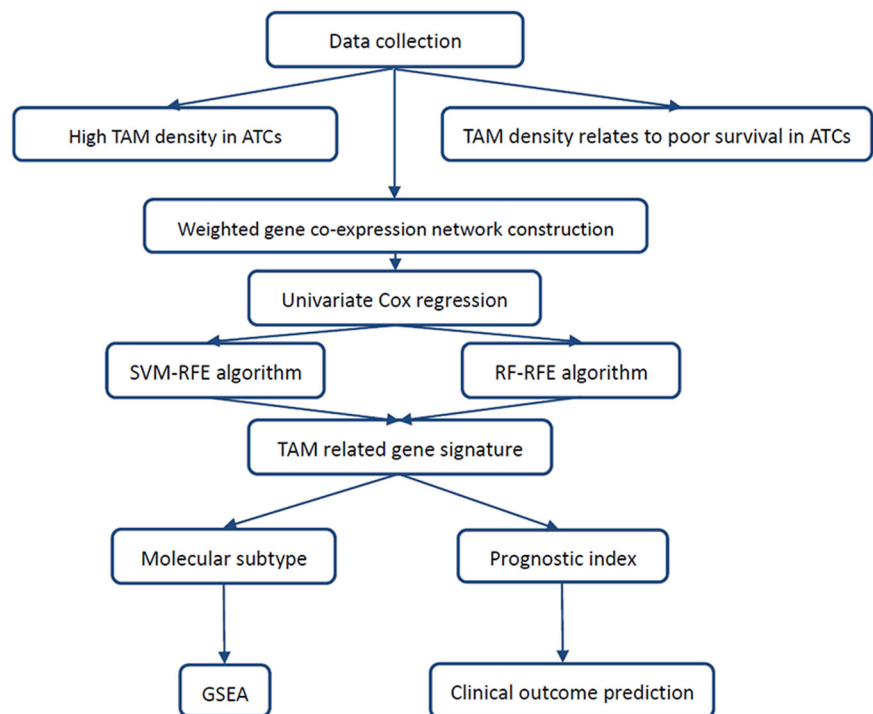 Data collection
High TAM density in ATCs
TAM density relates to poor survival in ATCs
Weighted gene co-expression network construction
Univariate Cox regression
SVM-RFE algorithm
RF-RFE algorithm
TAM related gene signature
Molecular subtype
Prognostic index
GSEA
Clinical outcome prediction